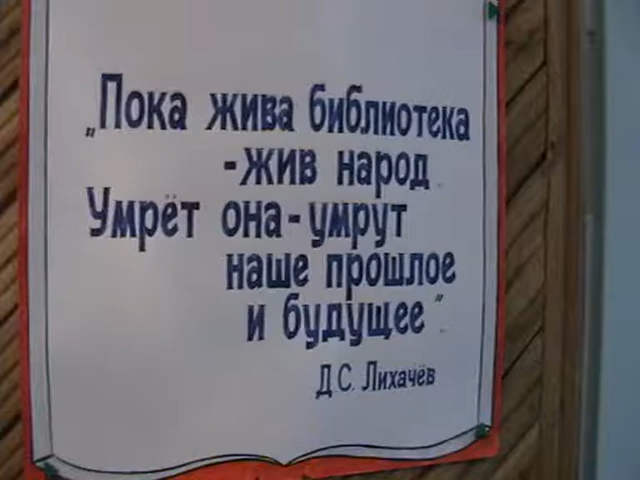 „Пока жива библиотека
-жив народ.
Умрёт она-умрут
наше прошлое
и будущее".
Д С. Лихачёв